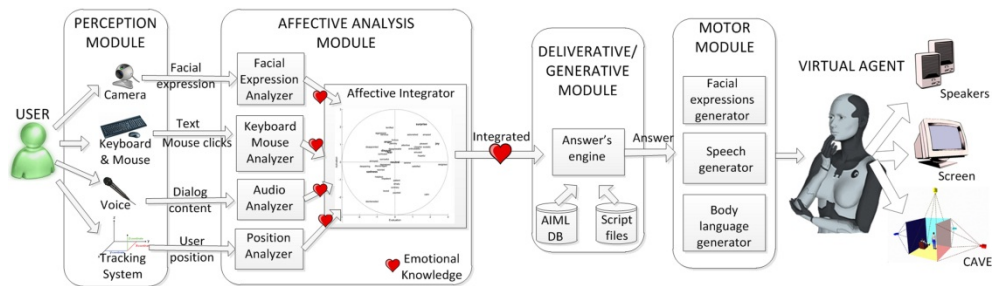 PERCEPTION
MODULE
AFFECTIVE ANALYSIS
MODULE
DELIVERATIVE/
GENERATIVE
MODULE
MOTOR
MODULE
VIRTUAL AGENT
USER
Camera
Keyboard
& Mouse
Voice
Tracking
System
Facial
expression
Text
Mouse clicks
Dialog
content
User
position
Facial
Expression
Analyzer
Keyboard
Mouse
Analyzer
Audio
Analyzer
Position
Analyzer
Affective Integrator
Emotional
Knowledge
Integrated
Answer's
engine
AIML
DB
Script
files
Answer
Facial
expressions
generator
Speech
generator
Body
language
generator
Speakers
Screen
CAVE